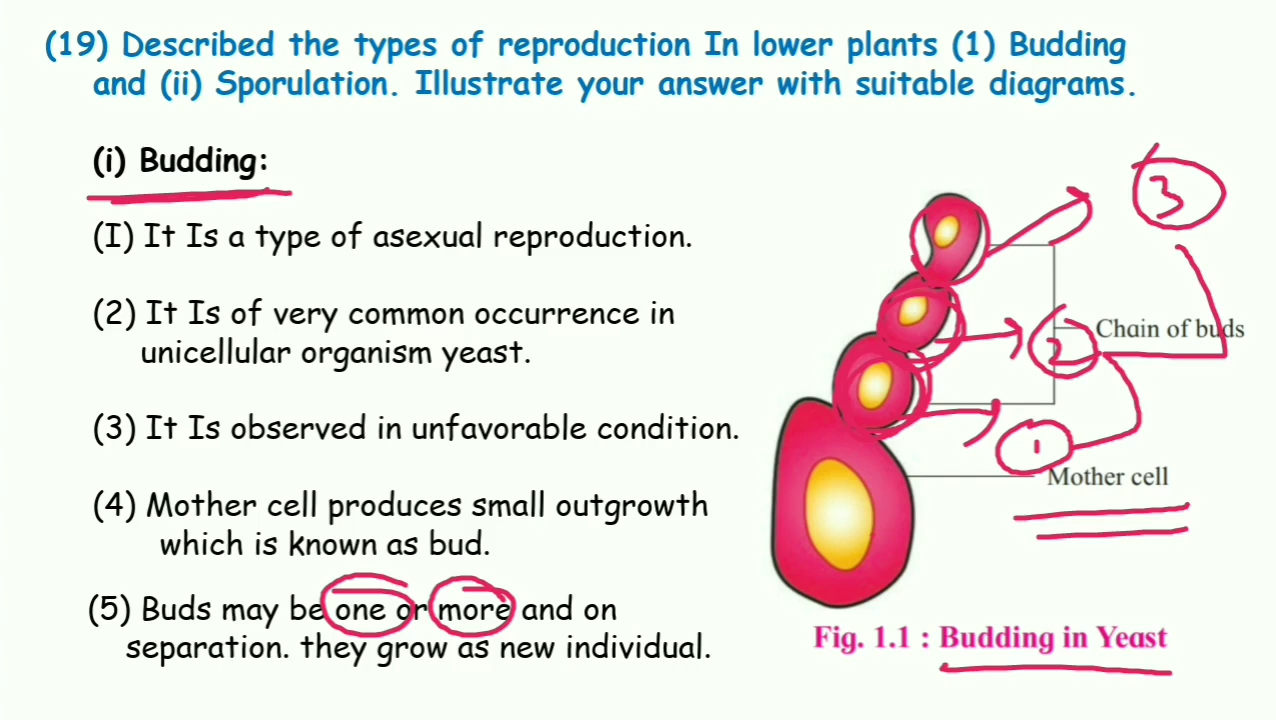 (19) Described the types of reproduction In lower plants (1) Budding
and (ii) Sporulation. Illustrate your answer with suitable diagrams.
(i) Budding:
(I) It Is a type of asexual reproduction.
(2) It Is of very common occurrence in
unicellular organism yeast.
(3) It Is observed in unfavorable condition.
(4) Mother cell produces small outgrowth
which is known as bud.
(5) Buds may be one or more and on
separation. they grow as new individual.
3
2
Chain of buds
1
Mother cell
Fig. 1.1 : Budding in Yeast